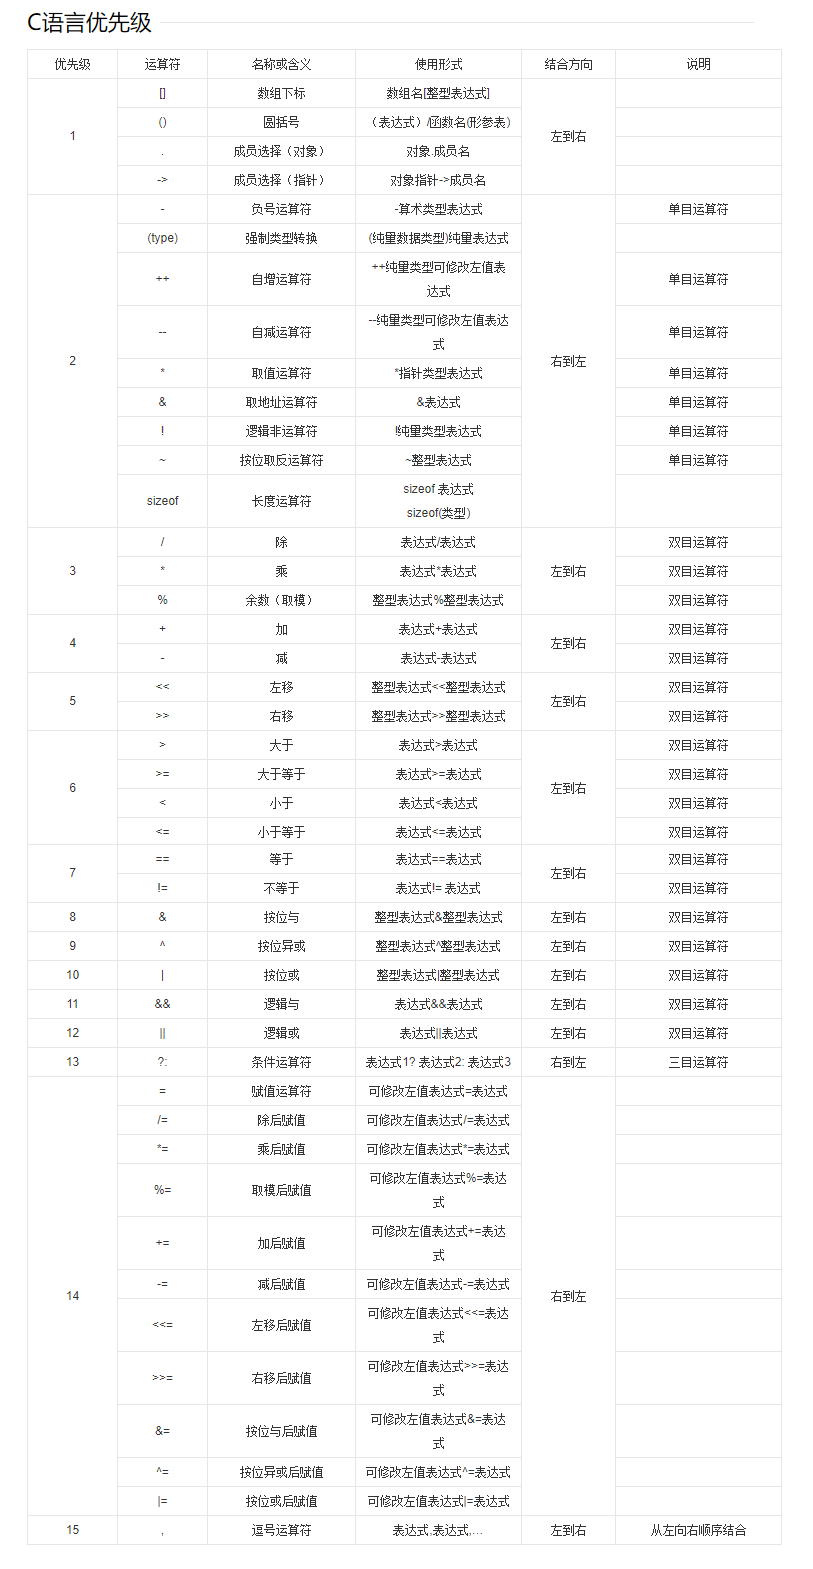 C语言优先级
优先级 运算符 名称或含义 使用形式 结合方向 说明
1 [] 数组下标 数组名[整型表达式] 左到右
() 圆括号 （表达式）/函数名(形参表)
. 成员选择（对象） 对象.成员名
-> 成员选择（指针） 对象指针->成员名
2 - 负号运算符 -算术类型表达式 右到左 单目运算符
(type) 强制类型转换 (纯量数据类型)纯量表达式
++ 自增运算符 ++纯量类型可修改左值表
达式 单目运算符
-- 自减运算符 --纯量类型可修改左值表达
式 单目运算符
* 取值运算符 *指针类型表达式 单目运算符
& 取地址运算符 &表达式 单目运算符
! 逻辑非运算符 !纯量类型表达式 单目运算符
~ 按位取反运算符 ~整型表达式 单目运算符
sizeof 长度运算符 sizeof 表达式
sizeof(类型)
3 / 除 表达式/表达式 左到右 双目运算符
* 乘 表达式*表达式 双目运算符
% 余数（取模） 整型表达式%整型表达式 双目运算符
4 + 加 表达式+表达式 左到右 双目运算符
- 减 表达式-表达式 双目运算符
5 << 左移 整型表达式<<整型表达式 左到右 双目运算符
>> 右移 整型表达式>>整型表达式 双目运算符
6 > 大于 表达式>表达式 左到右 双目运算符
>= 大于等于 表达式>=表达式 双目运算符
< 小于 表达式<表达式 双目运算符
<= 小于等于 表达式<=表达式 双目运算符
7 == 等于 表达式==表达式 左到右 双目运算符
!= 不等于 表达式!= 表达式 双目运算符
8 & 按位与 整型表达式&整型表达式 左到右 双目运算符
9 ^ 按位异或 整型表达式^整型表达式 左到右 双目运算符
10 | 按位或 整型表达式|整型表达式 左到右 双目运算符
11 && 逻辑与 表达式&&表达式 左到右 双目运算符
12 || 逻辑或 表达式||表达式 左到右 双目运算符
13 ?: 条件运算符 表达式1? 表达式2: 表达式3 右到左 三目运算符
14 = 赋值运算符 可修改左值表达式=表达式 右到左
/= 除后赋值 可修改左值表达式/=表达式
*= 乘后赋值 可修改左值表达式*=表达式
%= 取模后赋值 可修改左值表达式%=表达
式
+= 加后赋值 可修改左值表达式+=表达
式
-= 减后赋值 可修改左值表达式-=表达式
<<= 左移后赋值 可修改左值表达式<<=表达
式
>>= 右移后赋值 可修改左值表达式>>=表达
式
&= 按位与后赋值 可修改左值表达式&=表达
式
^= 按位异或后赋值 可修改左值表达式^=表达式
|= 按位或后赋值 可修改左值表达式|=表达式
15 , 逗号运算符 表达式,表达式,… 左到右 从左向右顺序结合